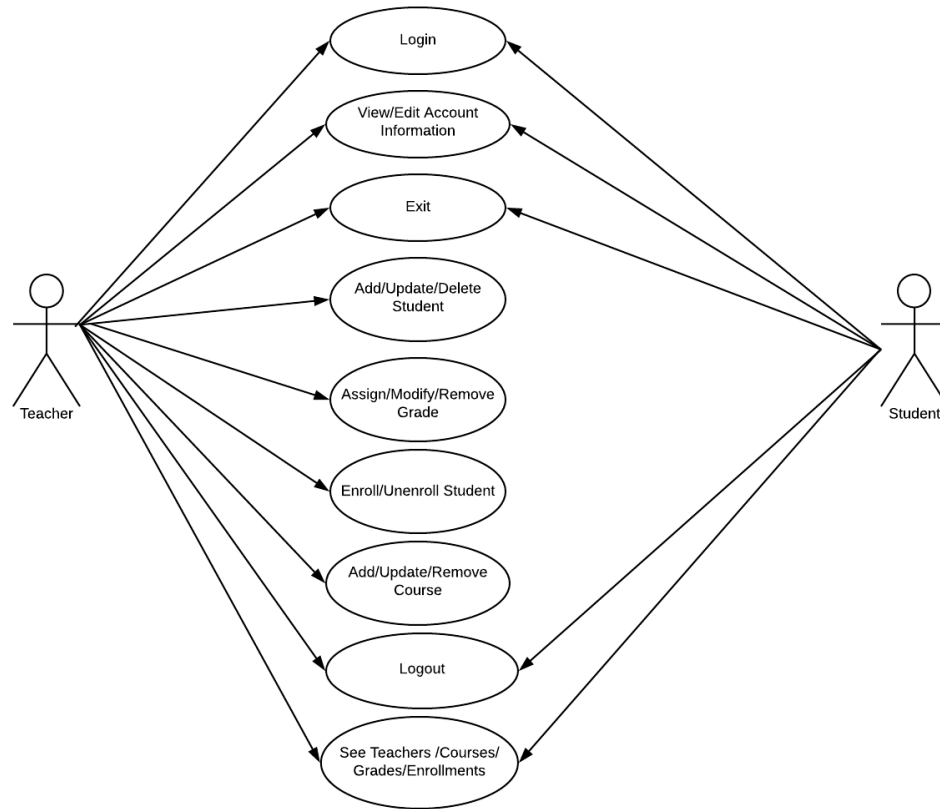 Login
View/Edit Account
Information
Exit
Add/Update/Delete
Student
Assign/Modify/Remove
Grade
Teacher
Student
Enroll/Unenroll Student
Add/Update/Remove
Course
Logout
See Teachers /Courses/
Grades/Enrollments